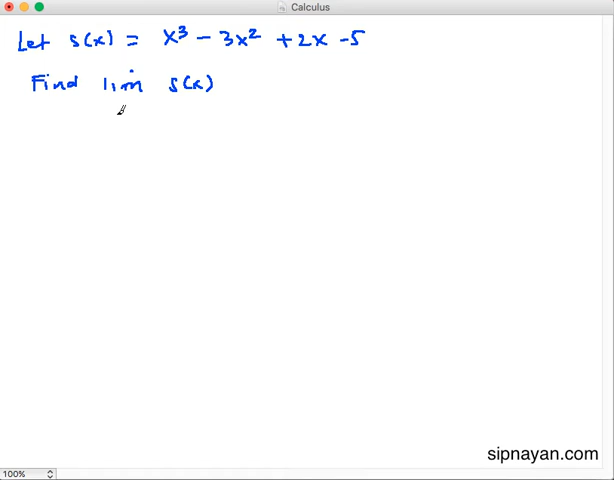 Calculus
Let s(x) = x³ - 3x² + 2x - 5
Find lim s(x)
sipnayan.com
100%